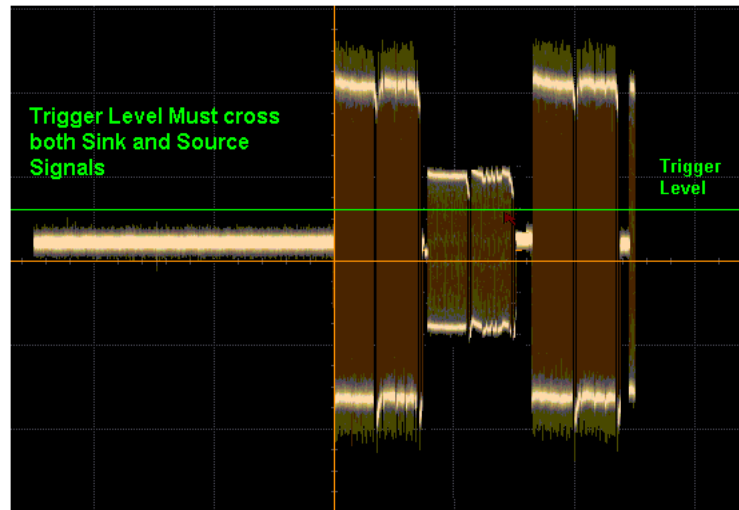 Trigger Level Must cross
both Sink and Source
Signals
Trigger
Level